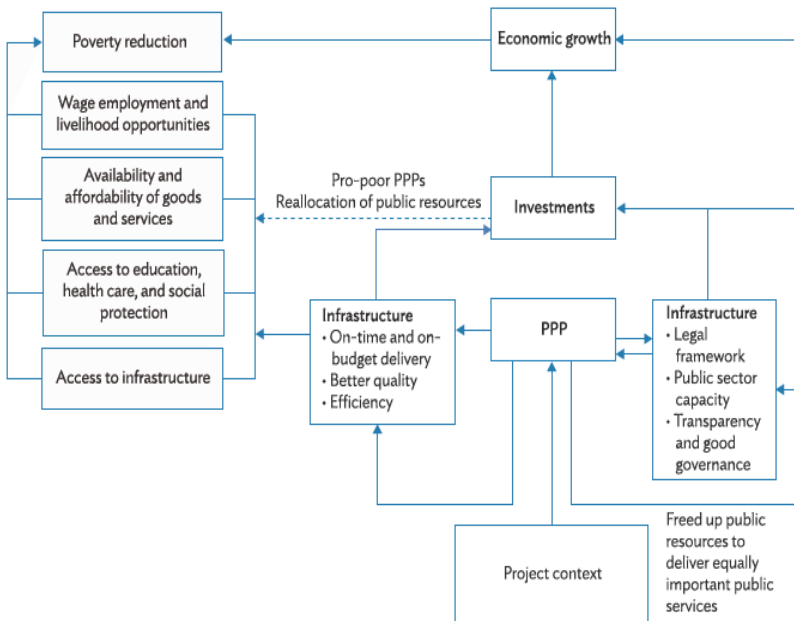 Poverty reduction
Economic growth
Wage employment and
livelihood opportunities
Availability and
affordability of goods
and services
Pro-poor PPPs
Reallocation of public resources
Investments
Access to education,
health care, and social
protection
Access to infrastructure
Infrastructure
• On-time and on-
budget delivery
• Better quality
• Efficiency
PPP
Infrastructure
• Legal
framework
• Public sector
capacity
• Transparency
and good
governance
Project context
Freed up public
resources to
deliver equally
important public
services